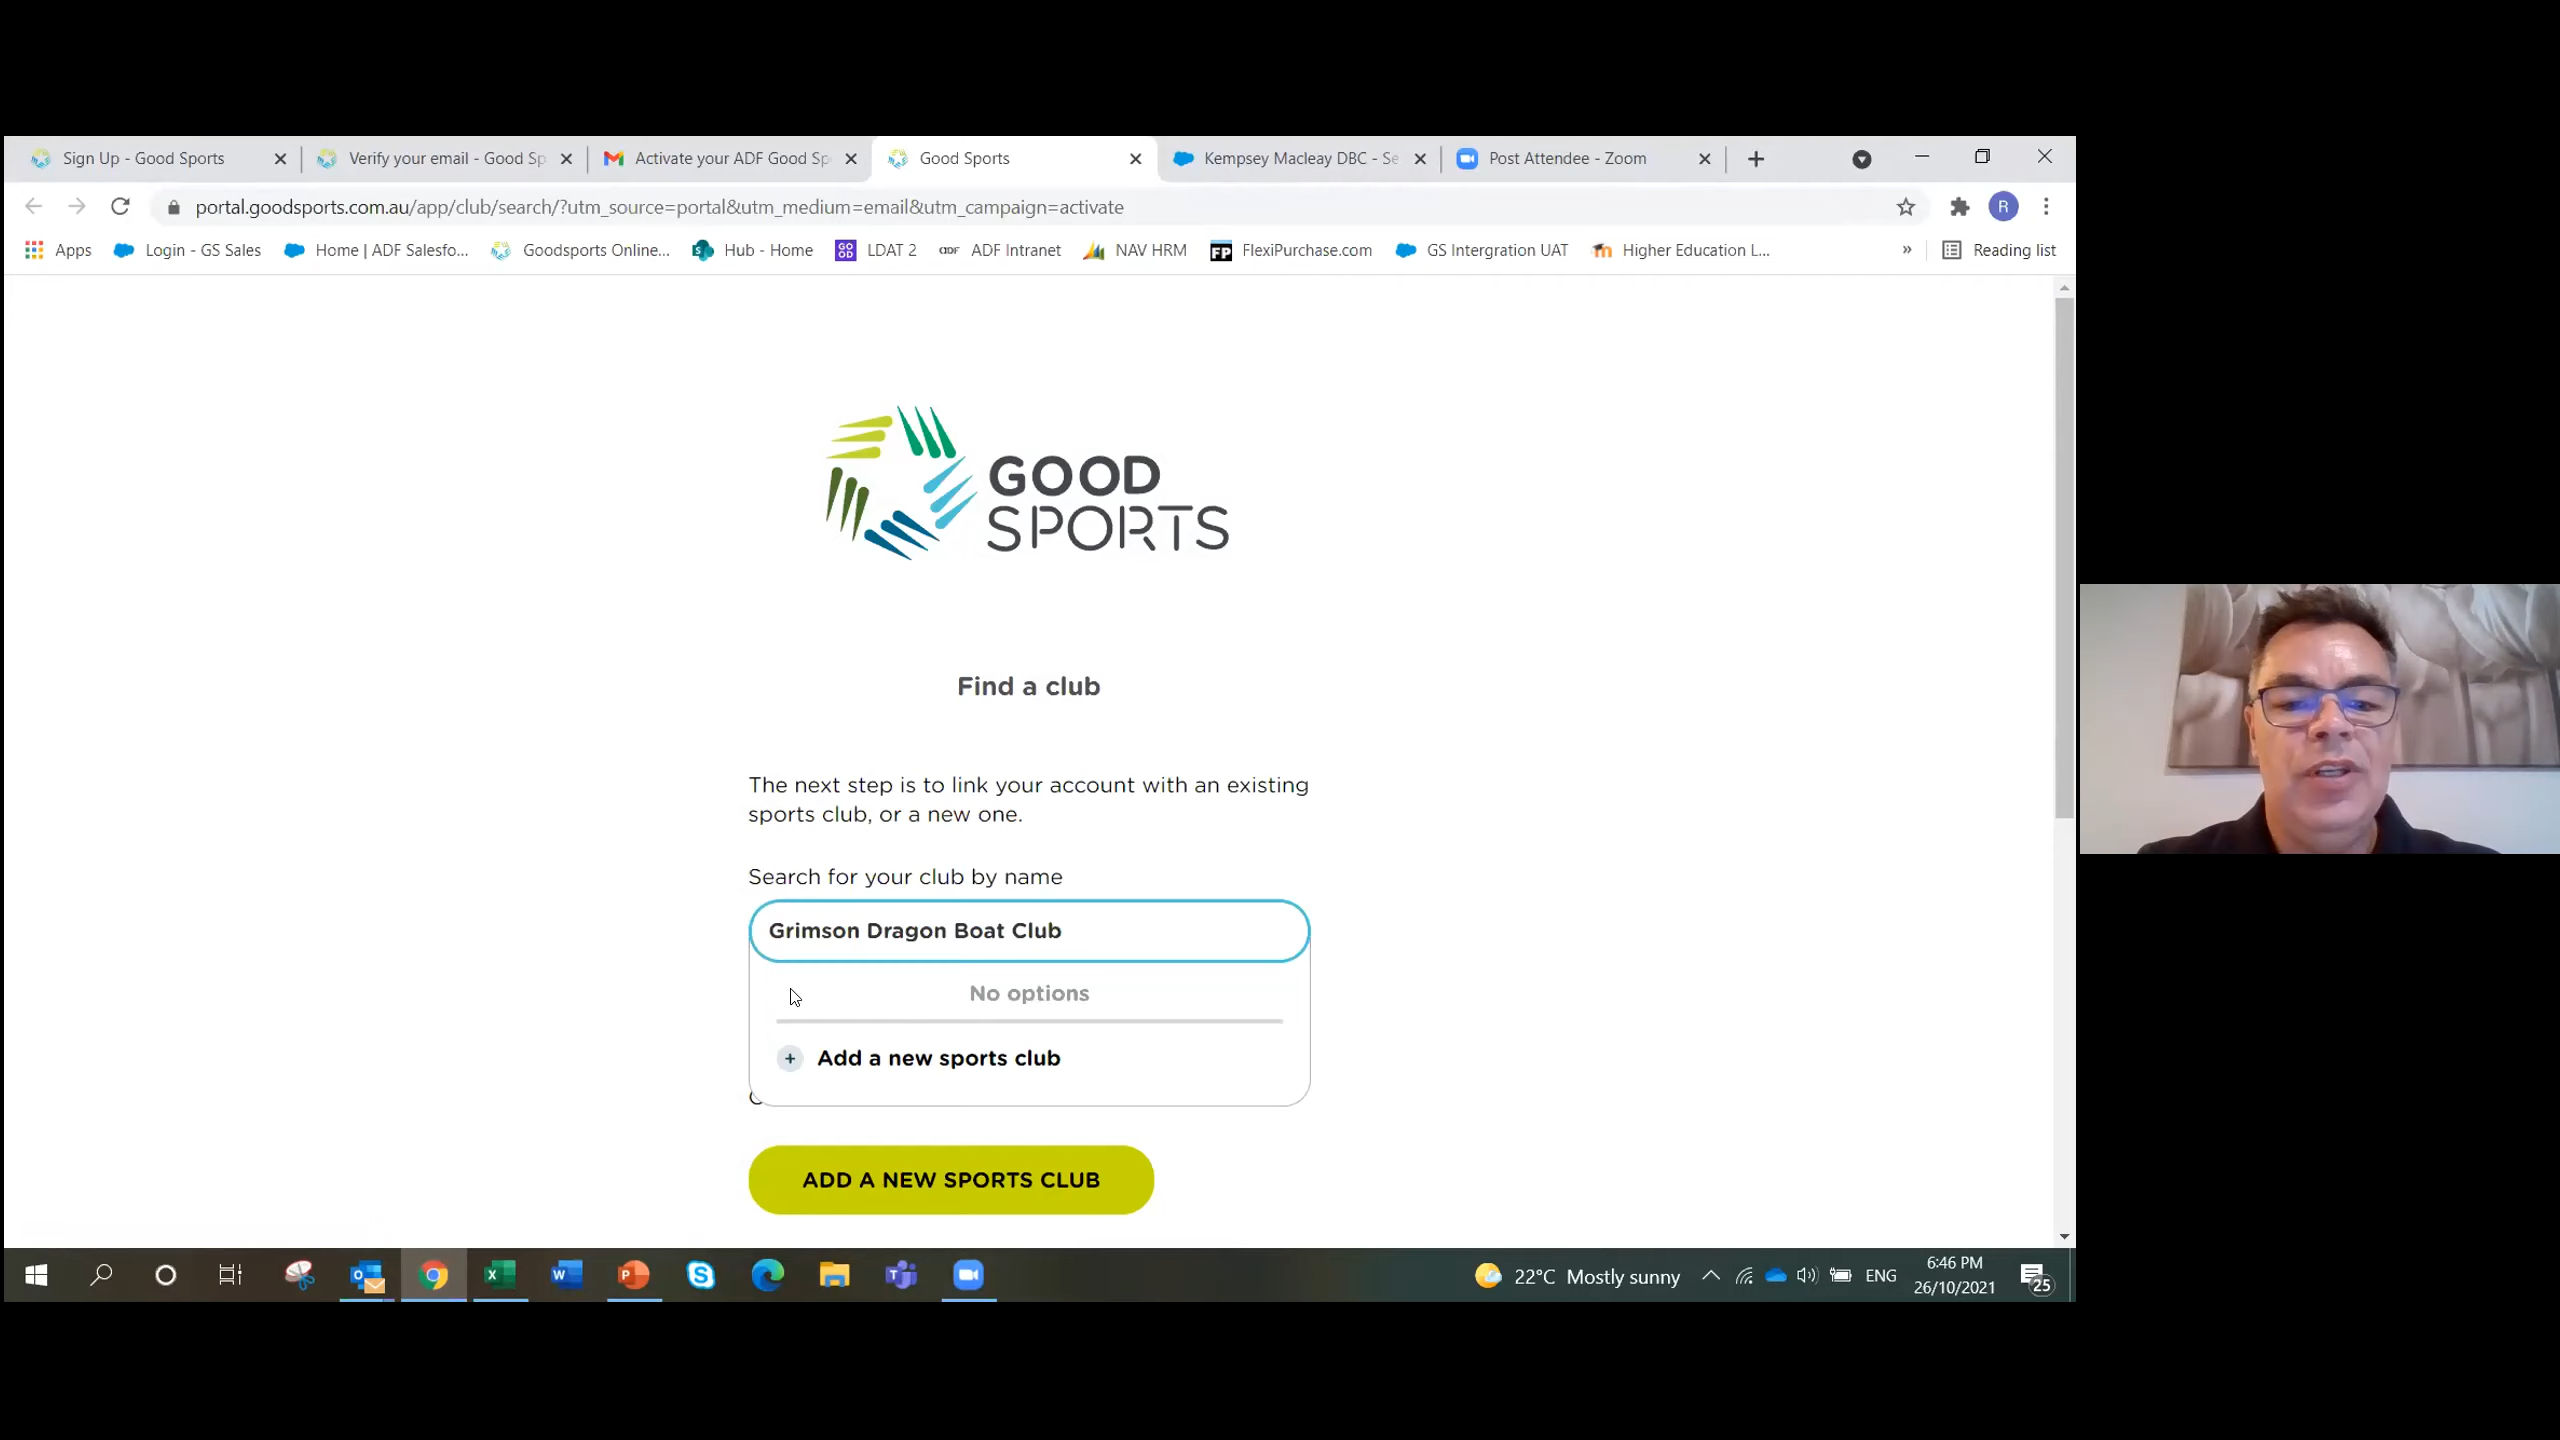 Sign Up - Good Sports
Verify your email - Good Sp
Activate your ADF Good Sp
Good Sports
Kempsey Macleay DBC - Se
Post Attendee - Zoom
portal.goodsports.com.au/app/club/search/?utm_source=portal&utm_medium=email&utm_campaign=activate
R
Apps
Login - GS Sales
Home | ADF Salesfo...
Goodsports Online...
Hub - Home
GO OD
LDAT 2
ADF
ADF Intranet
NAV HRM
FP
FlexiPurchase.com
GS Intergration UAT
Higher Education L...
»
Reading list
GOOD
SPORTS
Find a club
The next step is to link your account with an existing
sports club, or a new one.
Search for your club by name
Grimson Dragon Boat Club
No options
+ Add a new sports club
ADD A NEW SPORTS CLUB
22°C Mostly sunny
ENG
6:46 PM
26/10/2021
25